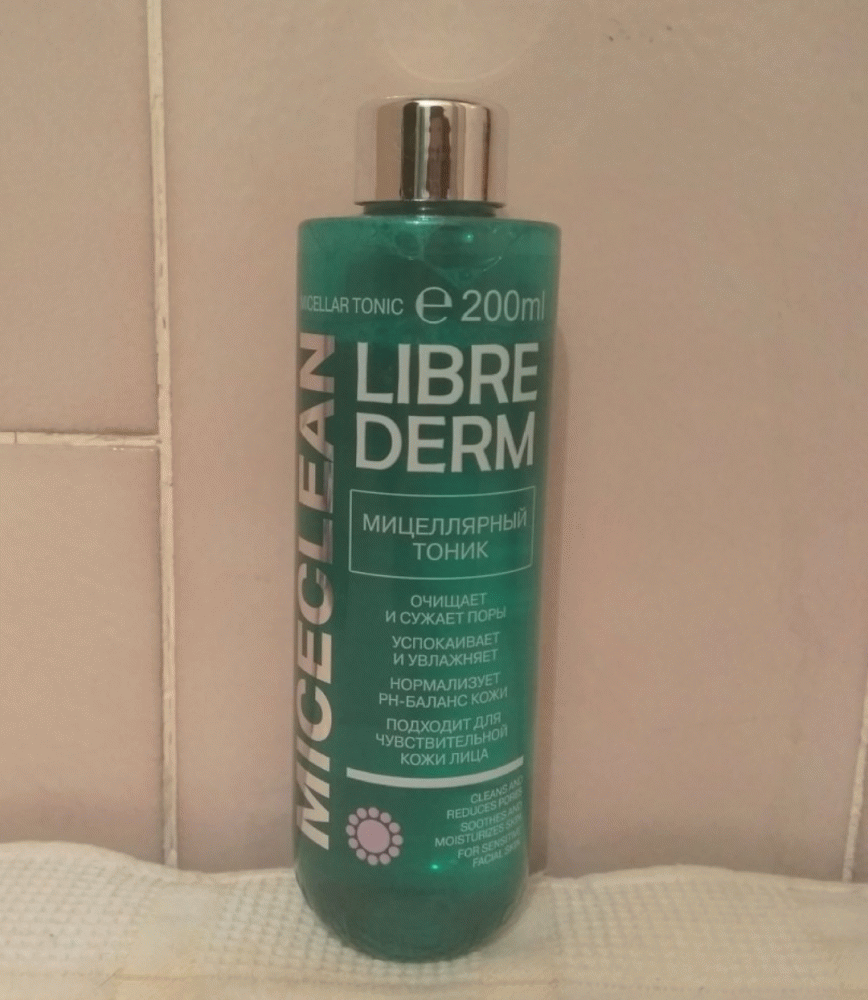 MICELLAR TONIC e 200ml
MICECLEAN
LIBRE
DERM
МИЦЕЛЛЯРНЫЙ
ТОНИК
ОЧИЩАЕТ
И СУЖАЕТ ПОРЫ
УСПОКАИВАЕТ
И УВЛАЖНЯЕТ
НОРМАЛИЗУЕТ
PH-БАЛАНС КОЖИ
ПОДХОДИТ ДЛЯ
ЧУВСТВИТЕЛЬНОЙ
КОЖИ ЛИЦА
CLEANS AND
REDUCES PORES
SOOTHES AND
MOISTURIZES SKIN
FOR SENSITIVE
FACIAL SKIN